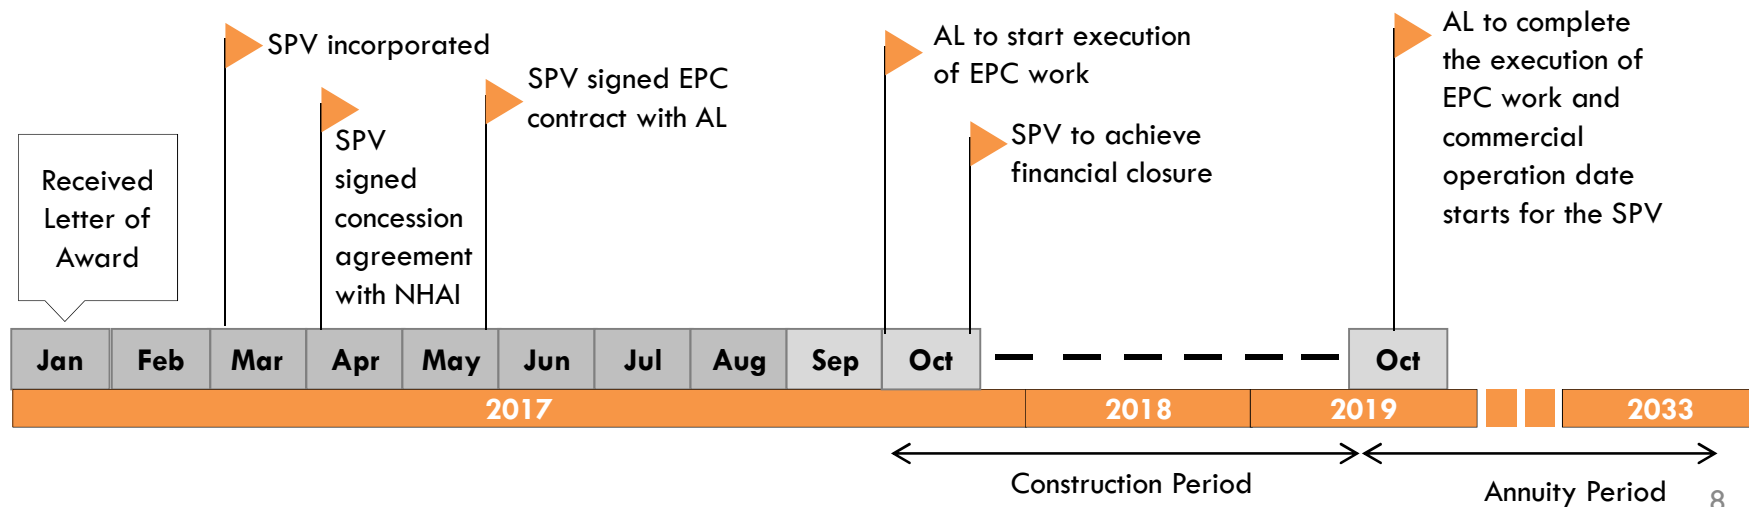 SPV incorporated
SPV signed EPC
contract with AL
AL to start execution
of EPC work
AL to complete
the execution of
EPC work and
commercial
operation date
starts for the SPV
SPV to achieve
financial closure
SPV
signed
concession
agreement
with NHAI
Received
Letter of
Award
Jan Feb Mar Apr May Jun Jul Aug Sep Oct Oct
2017 2018 2019 2033
Construction Period
Annuity Period
8